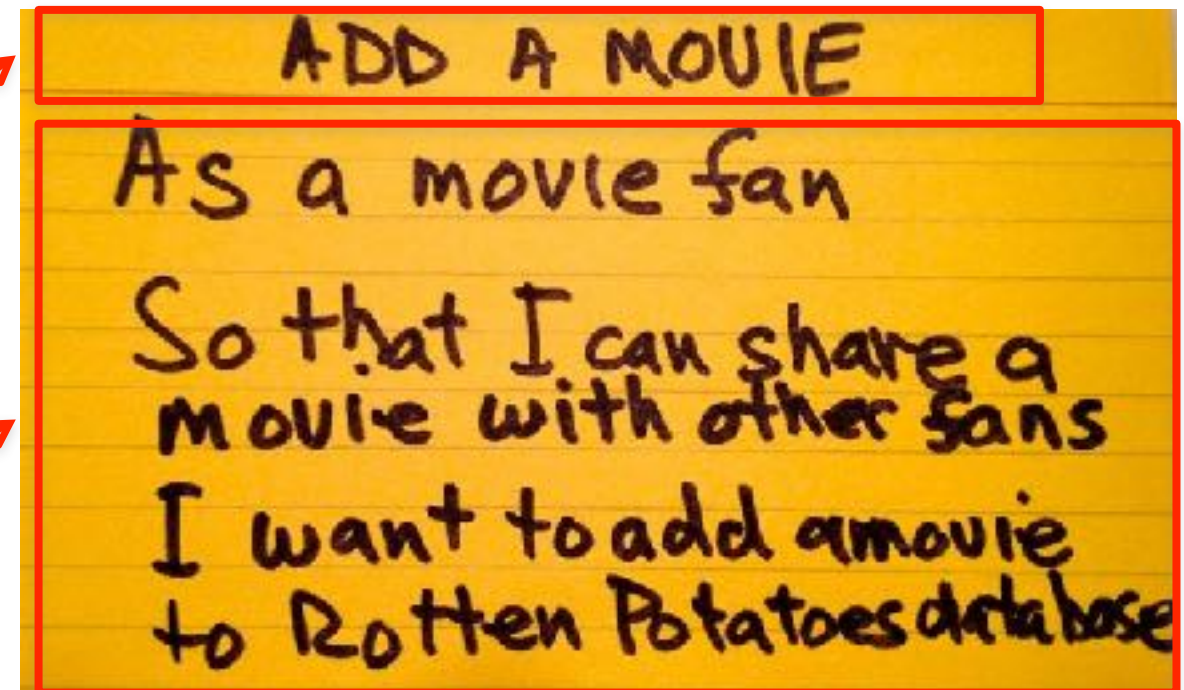 ADD A MOVIE
As a movie fan
So that I can share a
movie with other fans
I want to add a movie
to Rotten Potatoes database